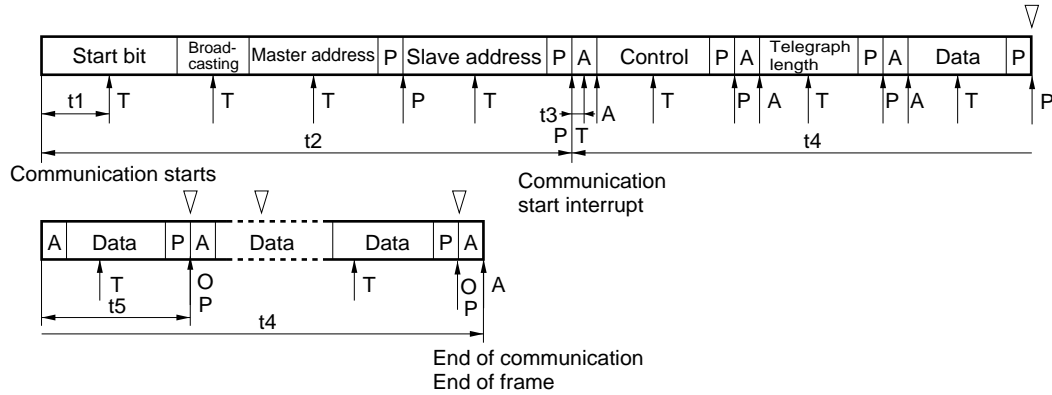 Start bit Broad-
casting Master address P Slave address P A Control P A Telegraph
length P A Data P
t1 T T T P T t3 A T P A T P A T P
P T
t2 t4
Communication starts
Communication
start interrupt
A Data P A Data Data P A
T O
P T O
P A
t5
t4
End of communication
End of frame